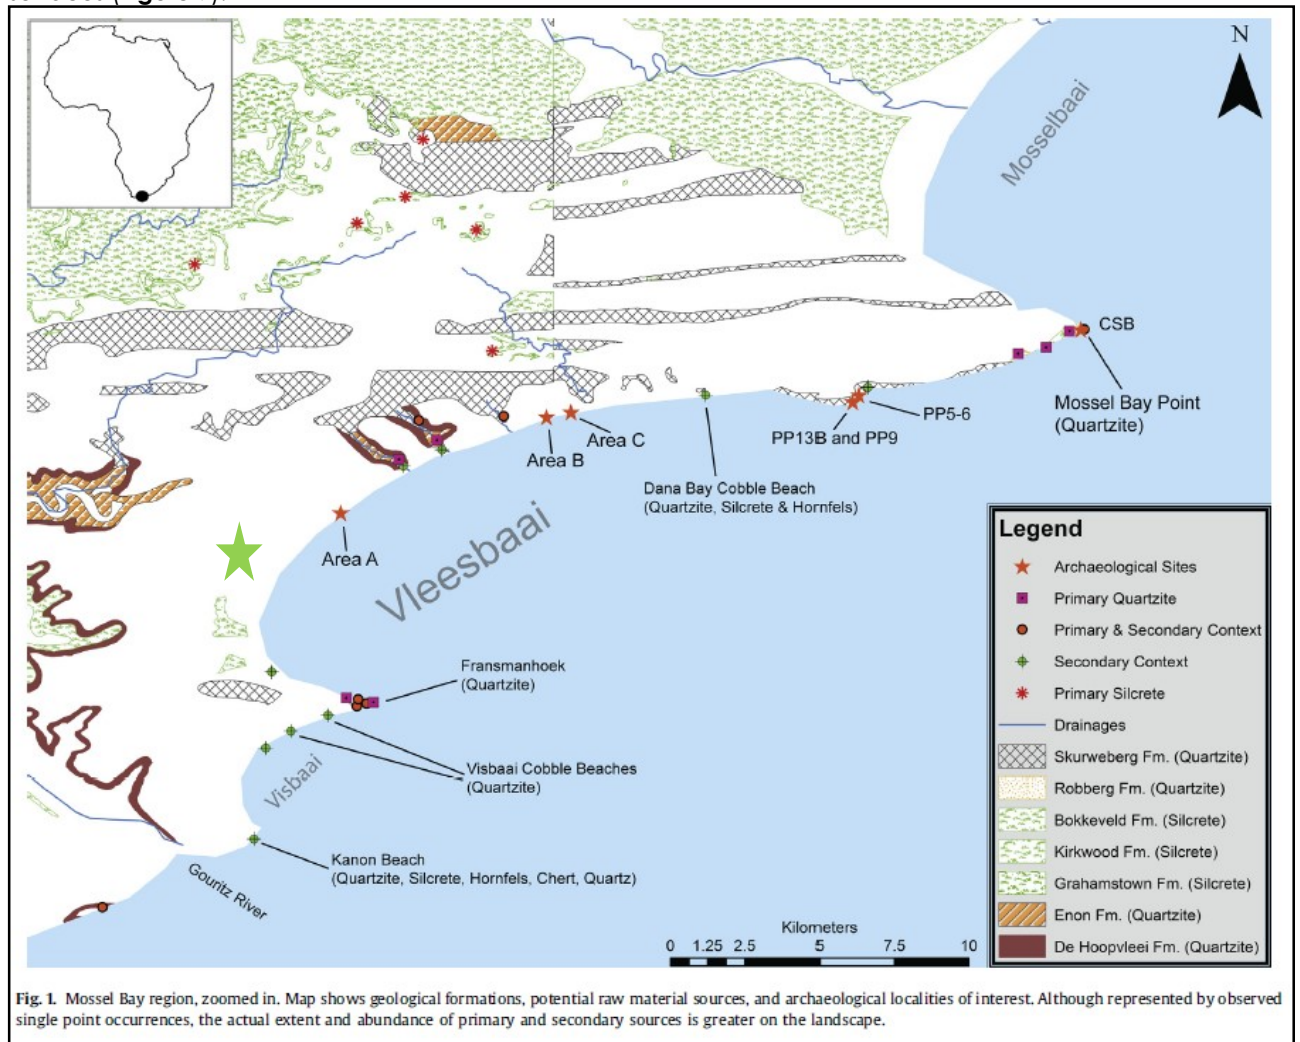 N
Mosselbaai
CSB
Mossel Bay Point
(Quartzite)
PP5-6
PP13B and PP9
Area C
Area B
Dana Bay Cobble Beach
(Quartzite, Silcrete & Hornfels)
Area A
Vleesbaai
Fransmanhoek
(Quartzite)
Visbaai Cobble Beaches
(Quartzite)
Visbaai
Kanon Beach
(Quartzite, Silcrete, Hornfels, Chert, Quartz)
Gouritz River
Kilometers
0 1.25 2.5 5 7.5 10
Legend
Archaeological Sites
Primary Quartzite
Primary & Secondary Context
Secondary Context
Primary Silcrete
Drainages
Skurweberg Fm. (Quartzite)
Robberg Fm. (Quartzite)
Bokkeveld Fm. (Silcrete)
Kirkwood Fm. (Silcrete)
Grahamstown Fm. (Silcrete)
Enon Fm. (Quartzite)
De Hoopvleei Fm. (Quartzite)
Fig. 1. Mossel Bay region, zoomed in. Map shows geological formations, potential raw material sources, and archaeological localities of interest. Although represented by observed
single point occurrences, the actual extent and abundance of primary and secondary sources is greater on the landscape.